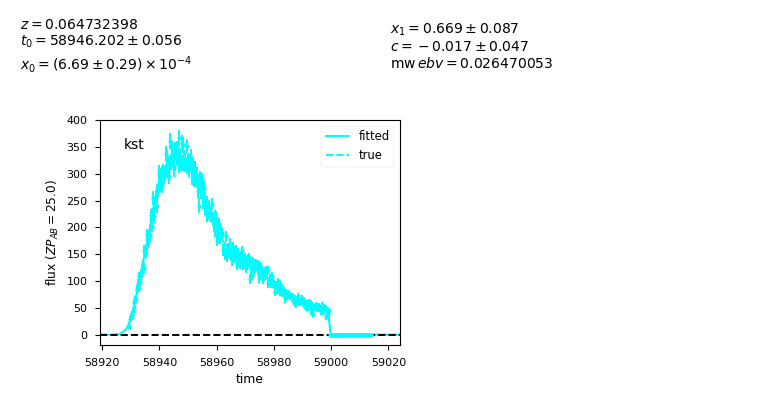 z = 0.064732398
t₀ = 58946.202 ± 0.056
x₀ = (6.69 ± 0.29) × 10⁻⁴
x₁ = 0.669 ± 0.087
c = −0.017 ± 0.047
mw ebv = 0.026470053
kst
fitted
true
flux (ZP_AB = 25.0)
400
350
300
250
200
150
100
50
0
58920 58940 58960 58980 59000 59020
time